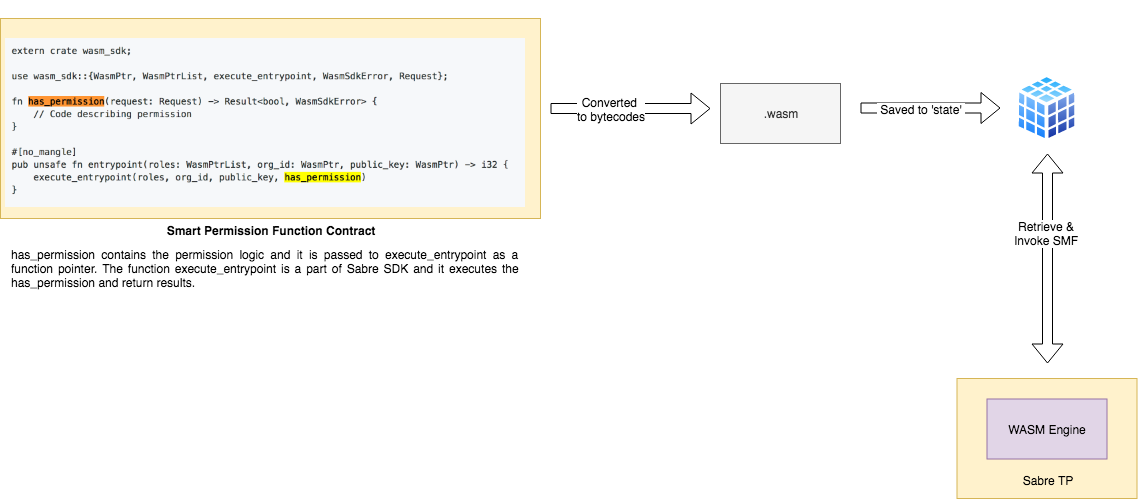 extern crate wasm_sdk;
use wasm_sdk::{WasmPtr, WasmPtrList, execute_entrypoint, WasmSdkError, Request};
fn has_permission(request: Request) -> Result<bool, WasmSdkError> {
// Code describing permission
}
#[no_mangle]
pub unsafe fn entrypoint(roles: WasmPtrList, org_id: WasmPtr, public_key: WasmPtr) -> i32 {
execute_entrypoint(roles, org_id, public_key, has_permission)
}
Smart Permission Function Contract
has_permission contains the permission logic and it is passed to execute_entrypoint as a
function pointer. The function execute_entrypoint is a part of Sabre SDK and it executes the
has_permission and return results.
Converted
to bytecodes
.wasm
Saved to 'state'
Retrieve &
Invoke SMF
WASM Engine
Sabre TP